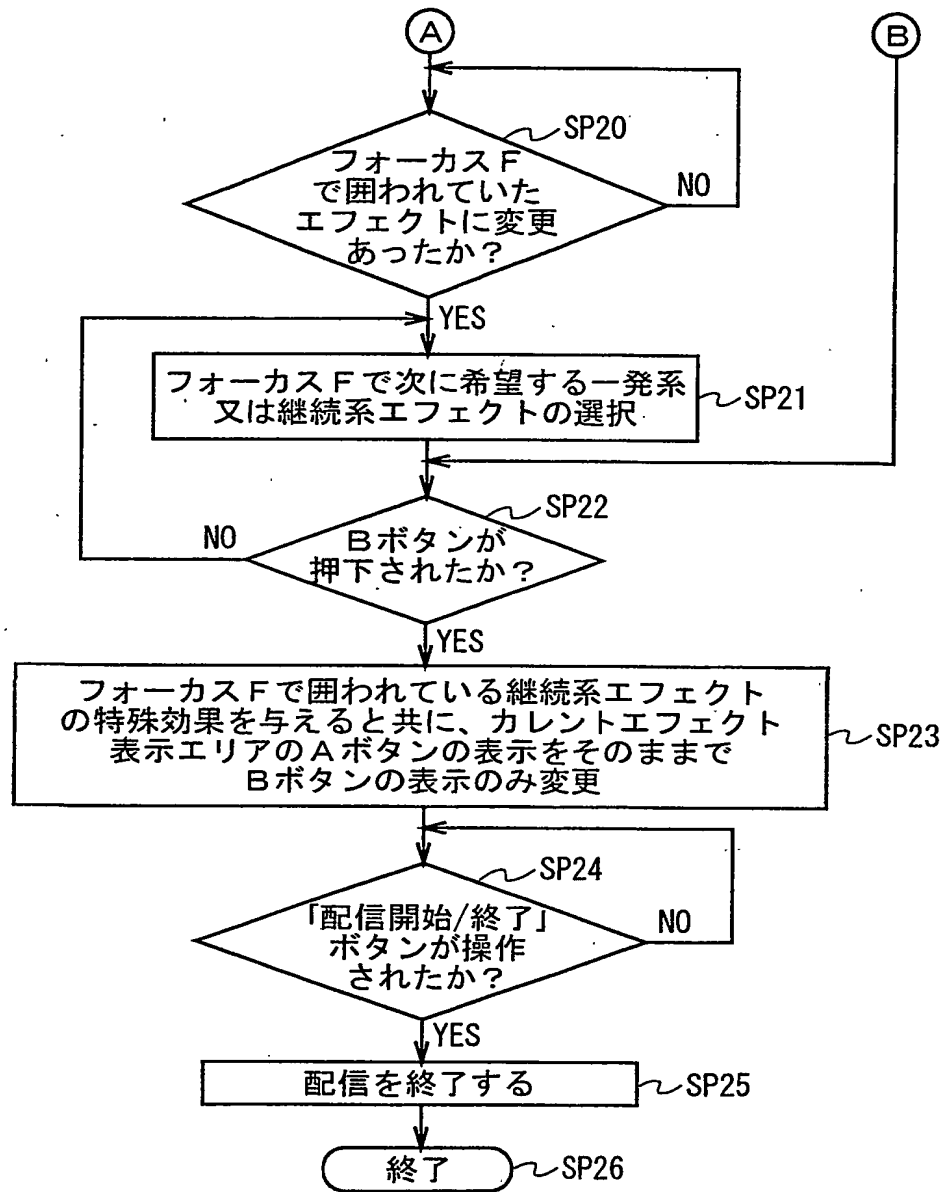 A
B
SP20
フォーカスF
で囲われていた
エフェクトに変更
あったか?
NO
YES
フォーカスFで次に希望する一発系
又は継続系エフェクトの選択
SP21
SP22
NO
Bボタンが
押下されたか?
YES
フォーカスFで囲われている継続系エフェクト
の特殊効果を与えると共に、カレントエフェクト
表示エリアのAボタンの表示をそのままで
Bボタンの表示のみ変更
SP23
SP24
「配信開始/終了」
ボタンが操作
されたか?
NO
YES
配信を終了する
SP25
終了
SP26